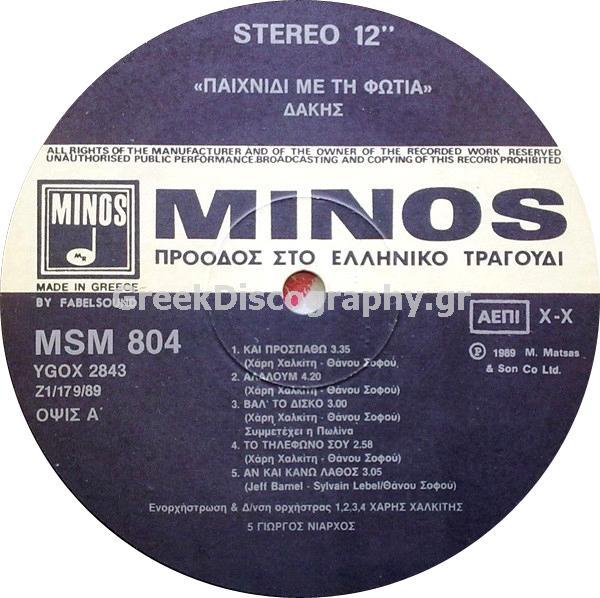 STEREO 12''
«ΠΑΙΧΝΙΔΙ ΜΕ ΤΗ ΦΩΤΙΑ»
ΔΑΚΗΣ
ALL RIGHTS OF THE MANUFACTURER AND OF THE OWNER OF THE RECORDED WORK RESERVED
UNAUTHORISED PUBLIC PERFORMANCE.BROADCASTING AND COPYING OF THIS RECORD PROHIBITED
MINOS
MINOS
ΠΡΟΟΔΟΣ ΣΤΟ ΕΛΛΗΝΙΚΟ ΤΡΑΓΟΥΔΙ
MADE IN GREECE
BY FABELSOUND
GreekDiscography.gr
MSM 804
YGOX 2843
Z1/179/89
ΟΨΙΣ Α΄
ΑΕΠΙ X-X
Ⓟ 1989 M. Matsas
& Son Co Ltd.
1. ΚΑΙ ΠΡΟΣΠΑΘΩ 3.35
(Χάρη Χαλκίτη - Θάνου Σοφού)
2. ΑΛΑΛΟΥΜ 4.20
(Χάρη Χαλκίτη - Θάνου Σοφού)
3. ΒΑΛ' ΤΟ ΔΙΣΚΟ 3.00
(Χάρη Χαλκίτη - Θάνου Σοφού)
Συμμετέχει η Πωλίνα
4. ΤΟ ΤΗΛΕΦΩΝΟ ΣΟΥ 2.58
(Χάρη Χαλκίτη - Θάνου Σοφού)
5. ΑΝ ΚΑΙ ΚΑΝΩ ΛΑΘΟΣ 3.05
(Jeff Barnel - Sylvain Lebel/Θάνου Σοφού)
Ενορχήστρωση & Δ/νση ορχήστρας 1,2,3,4 ΧΑΡΗΣ ΧΑΛΚΙΤΗΣ
5 ΓΙΩΡΓΟΣ ΝΙΑΡΧΟΣ